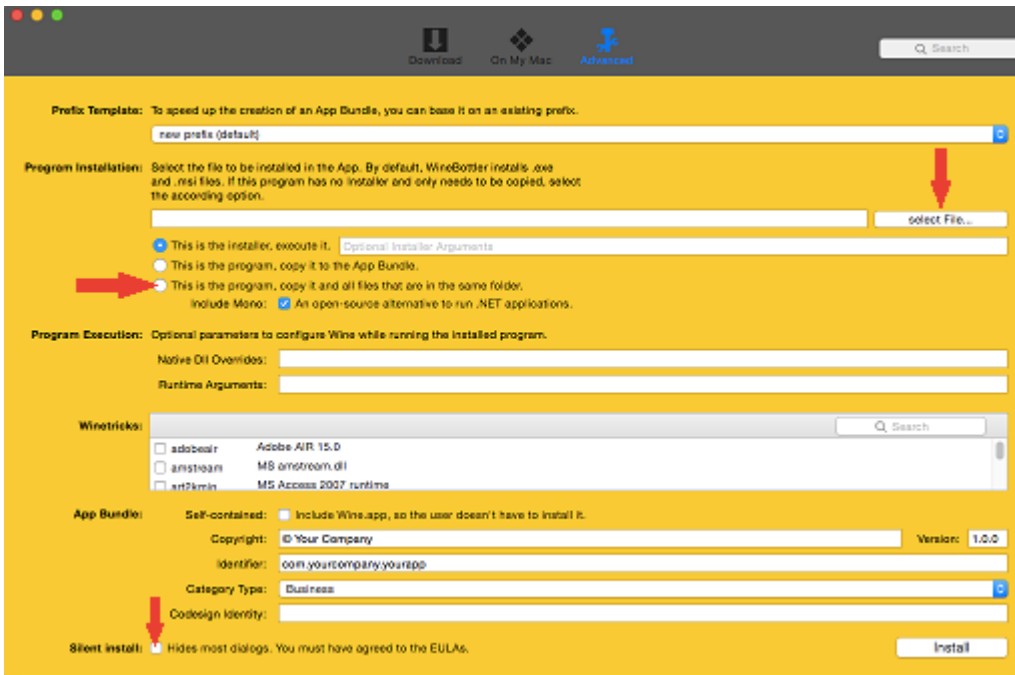 Download On My Mac Advanced Search
Prefix Template: To speed up the creation of an App Bundle, you can base it on an existing prefix.
new prefix (default)
Program Installation: Select the file to be installed in the App. By default, WineBottler installs .exe
and .msi files. If this program has no installer and only needs to be copied, select
the according option.
select File...
This is the installer, execute it. Optional Installer Arguments
This is the program, copy it to the App Bundle.
This is the program, copy it and all files that are in the same folder.
Include Mono: An open-source alternative to run .NET applications.
Program Execution: Optional parameters to configure Wine while running the installed program.
Native Dll Overrides:
Runtime Arguments:
Winetricks: Search
adobeair Adobe AIR 15.0
amstream MS amstream.dll
art2kmin MS Access 2007 runtime
App Bundle: Self-contained: Include Wine.app, so the user doesn't have to install it.
Copyright: © Your Company Version: 1.0.0
Identifier: com.yourcompany.yourapp
Category Type: Business
Codesign Identity:
Silent install: Hides most dialogs. You must have agreed to the EULAs. Install